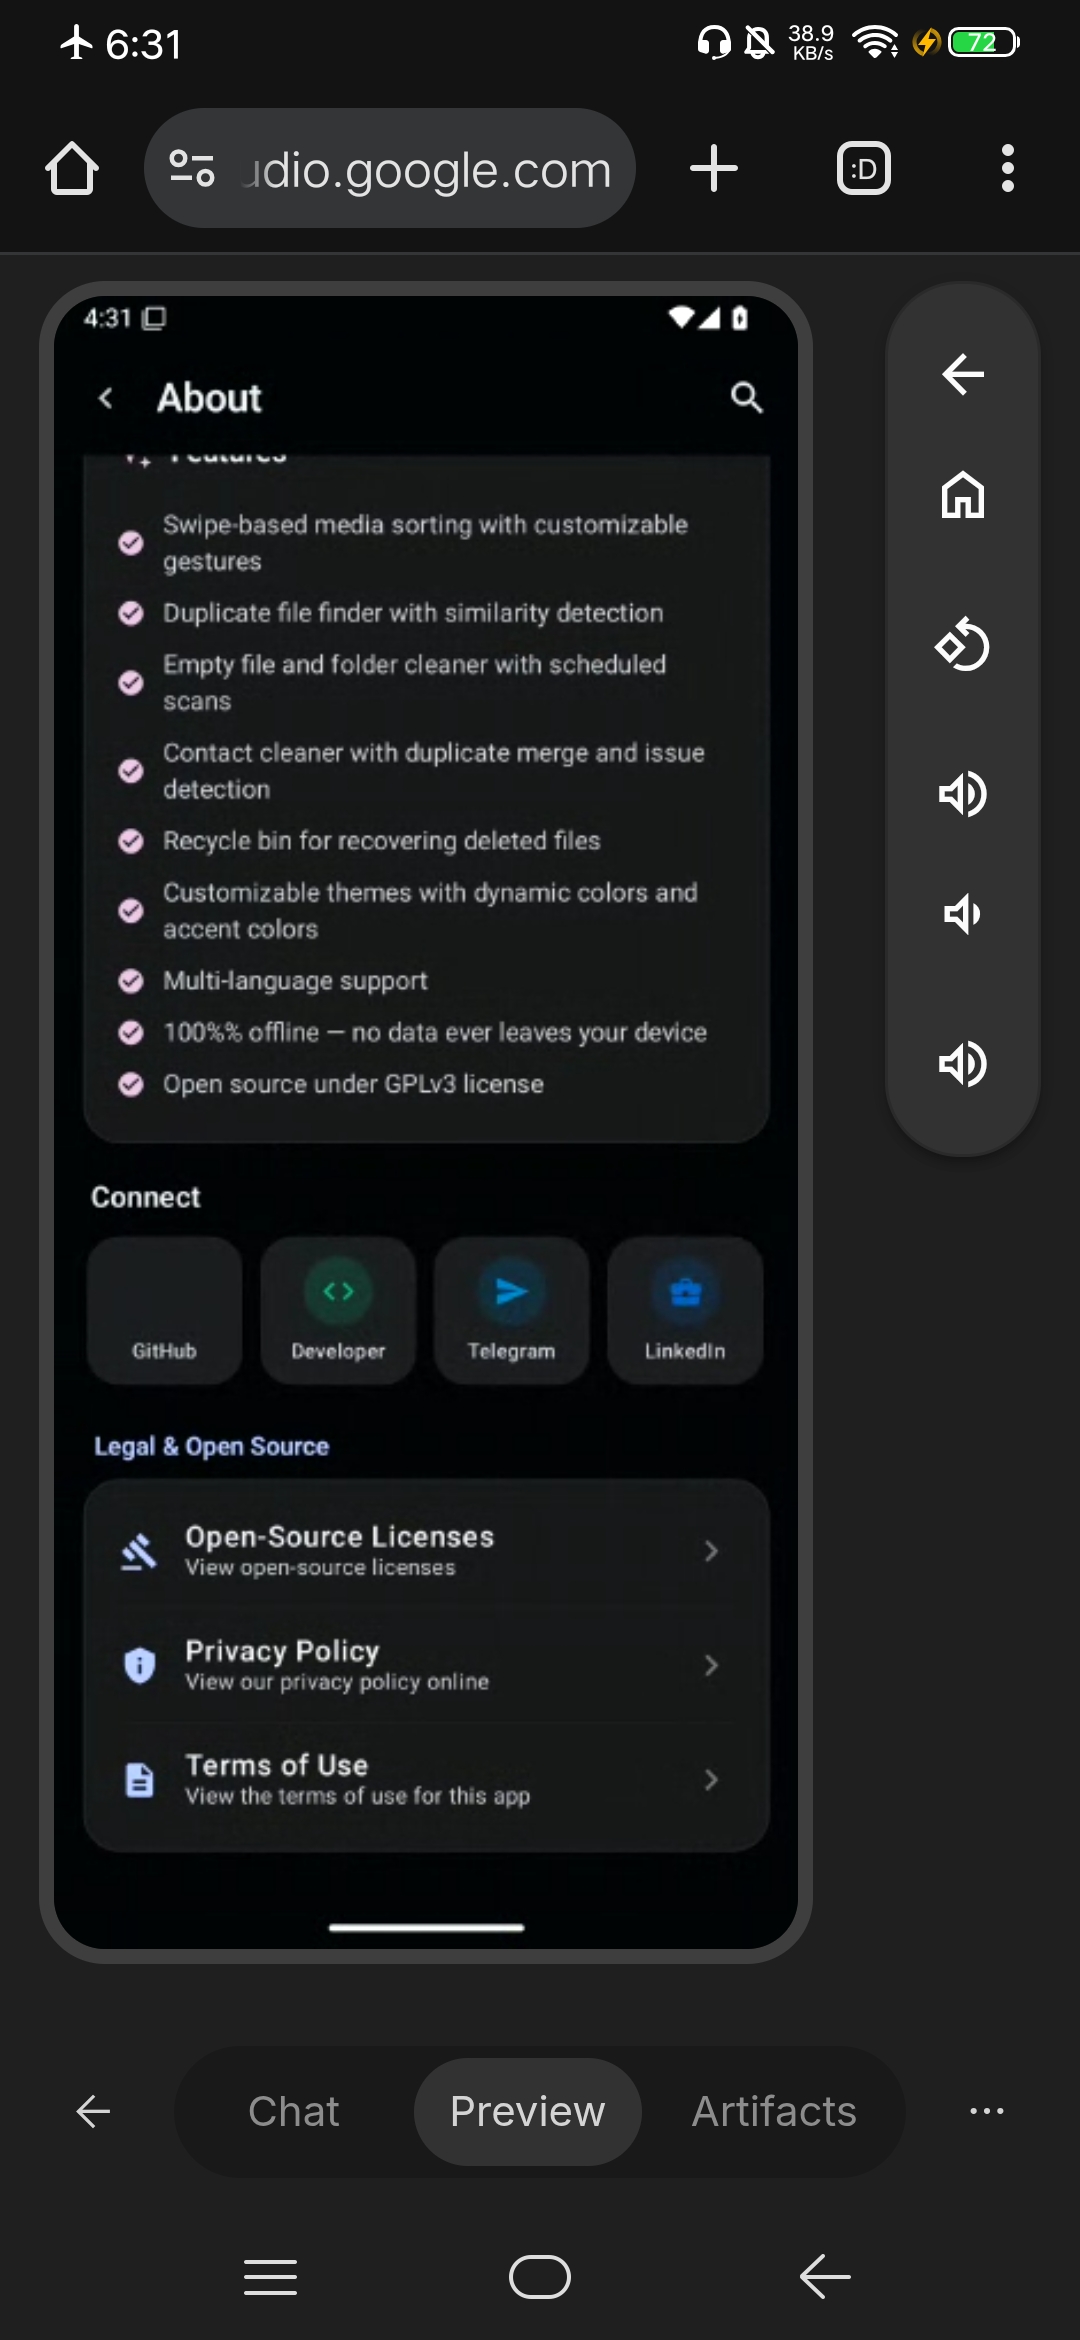 6:31
38.9
KB/s
72
udio.google.com
:D
4:31
About
Features
Swipe-based media sorting with customizable
gestures
Duplicate file finder with similarity detection
Empty file and folder cleaner with scheduled
scans
Contact cleaner with duplicate merge and issue
detection
Recycle bin for recovering deleted files
Customizable themes with dynamic colors and
accent colors
Multi-language support
100%% offline — no data ever leaves your device
Open source under GPLv3 license
Connect
GitHub
Developer
Telegram
LinkedIn
Legal & Open Source
Open-Source Licenses
View open-source licenses
Privacy Policy
View our privacy policy online
Terms of Use
View the terms of use for this app
Chat
Preview
Artifacts